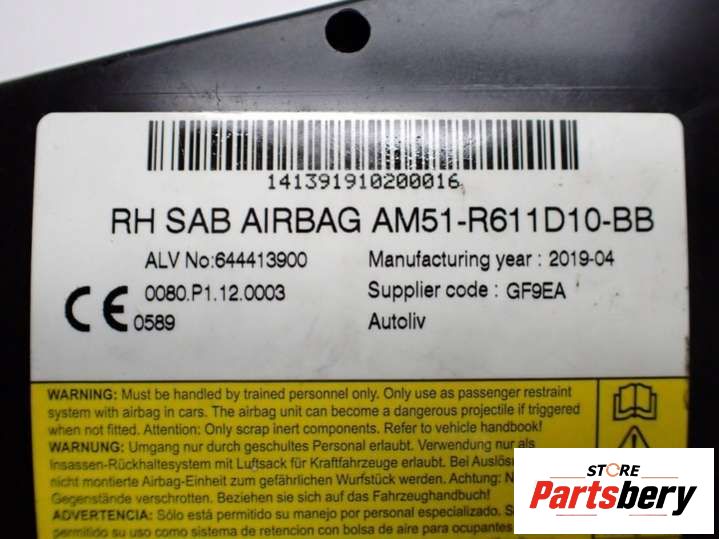 141391910200016
RH SAB AIRBAG AM51-R611D10-BB
ALV No:644413900 Manufacturing year : 2019-04
0080.P1.12.0003 Supplier code : GF9EA
CE 0589 Autoliv
WARNING: Must be handled by trained personnel only. Only use as passenger restraint
system with airbag in cars. The airbag unit can become a dangerous projectile if triggered
when not fitted. Attention: Only scrap inert components. Refer to vehicle handbook!
WARNUNG: Umgang nur durch geschultes Personal erlaubt. Verwendung nur als
Insassen-Rückhaltesystem mit Luftsack für Kraftfahrzeuge erlaubt. Bei
nicht montierte Airbag-Einheit zum gefährlichen Wurfstück werden. Achtung:
Gegenstände verschrotten. Beziehen sie sich auf das Fahrzeughandbuch!
ADVERTENCIA: Sólo está permitido su manejo por personal especializado.
permitido su uso como sistema de retencion con bolsa de aire para ocupantes
STORE
Partsbery